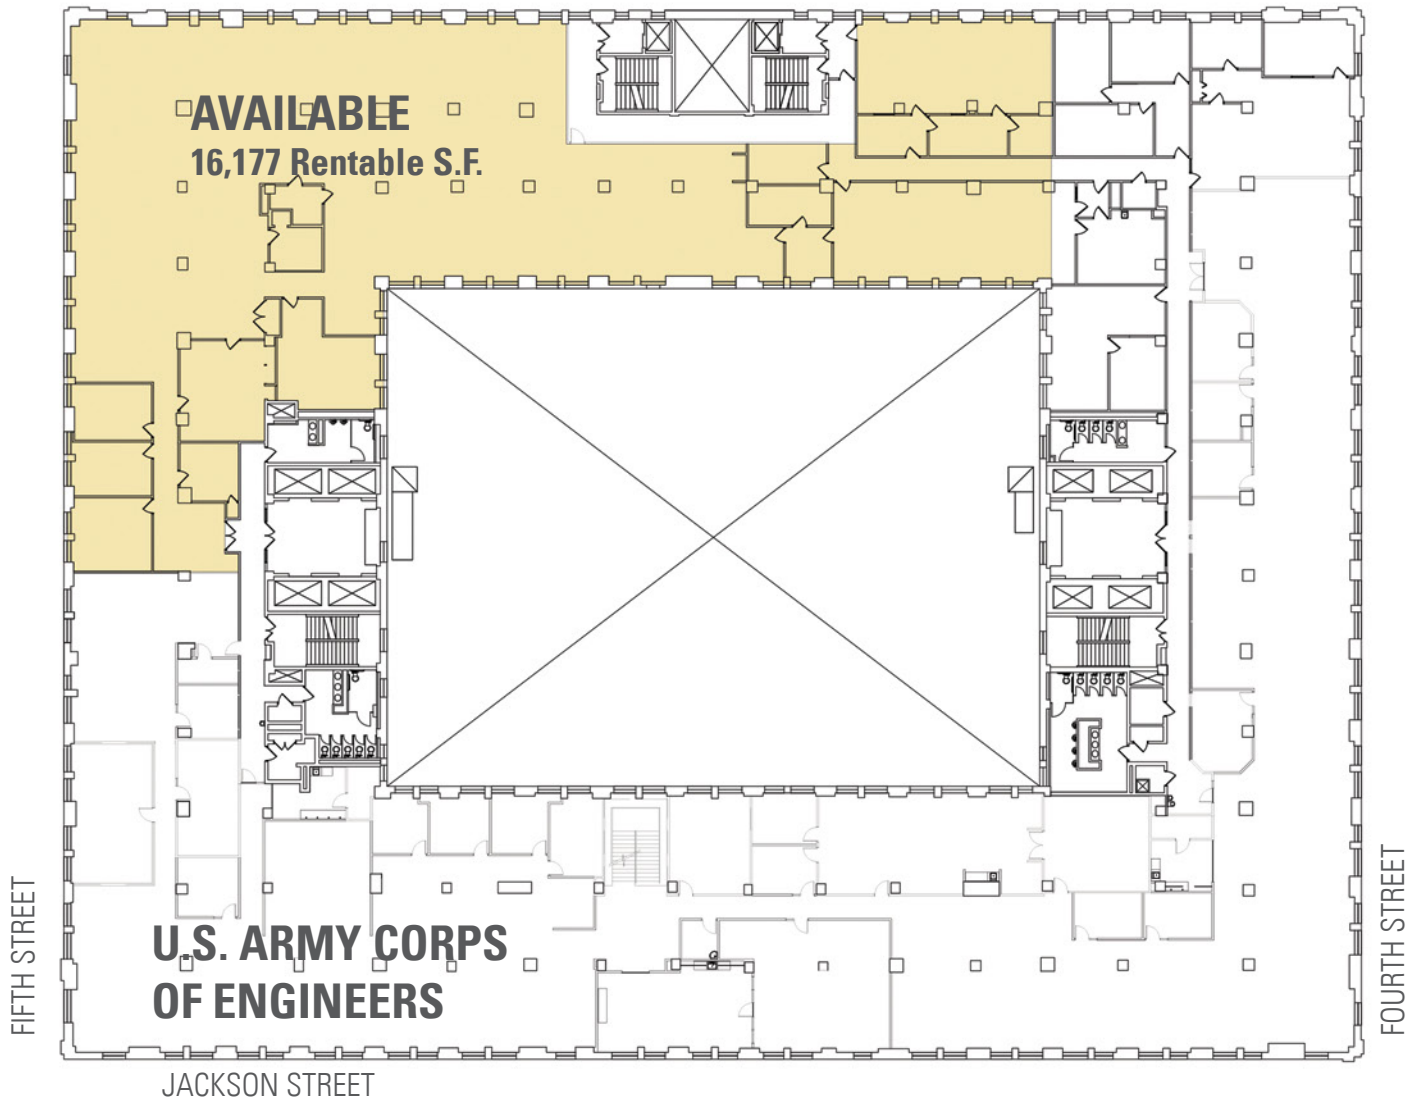 AVAILABLE
16,177 Rentable S.F.
U.S. ARMY CORPS
OF ENGINEERS
FIFTH STREET
FOURTH STREET
JACKSON STREET